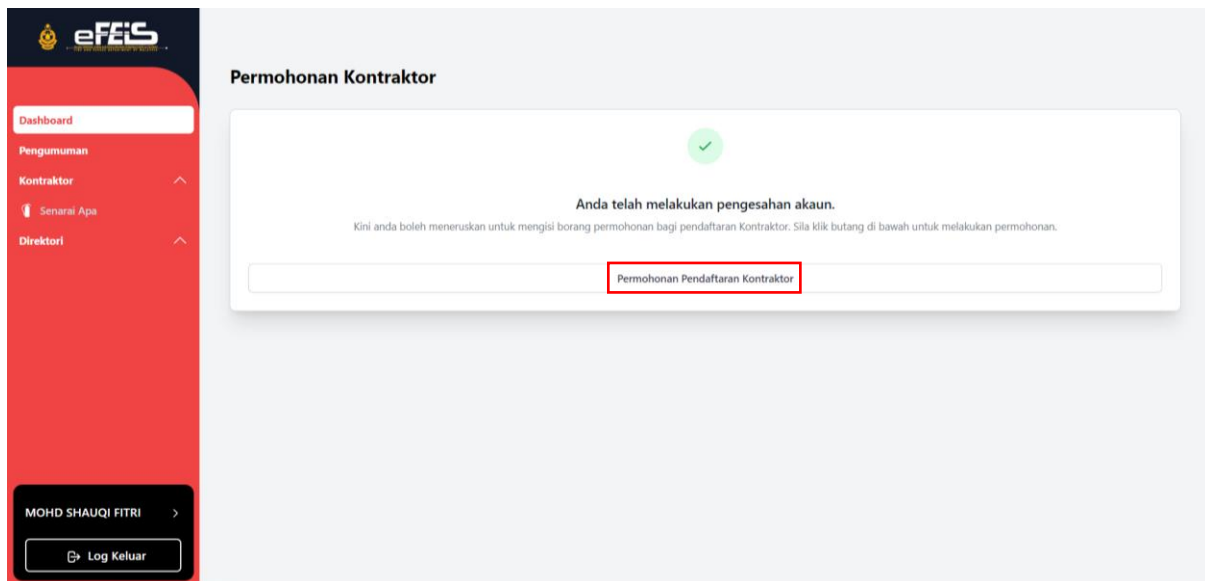 eFEiS
Permohonan Kontraktor
Dashboard
Pengumuman
Kontraktor
Senarai Apa
Direktori
Anda telah melakukan pengesahan akaun.
Kini anda boleh meneruskan untuk mengisi borang permohonan bagi pendaftaran Kontraktor. Sila klik butang di bawah untuk melakukan permohonan.
Permohonan Pendaftaran Kontraktor
MOHD SHAUQI FITRI
Log Keluar